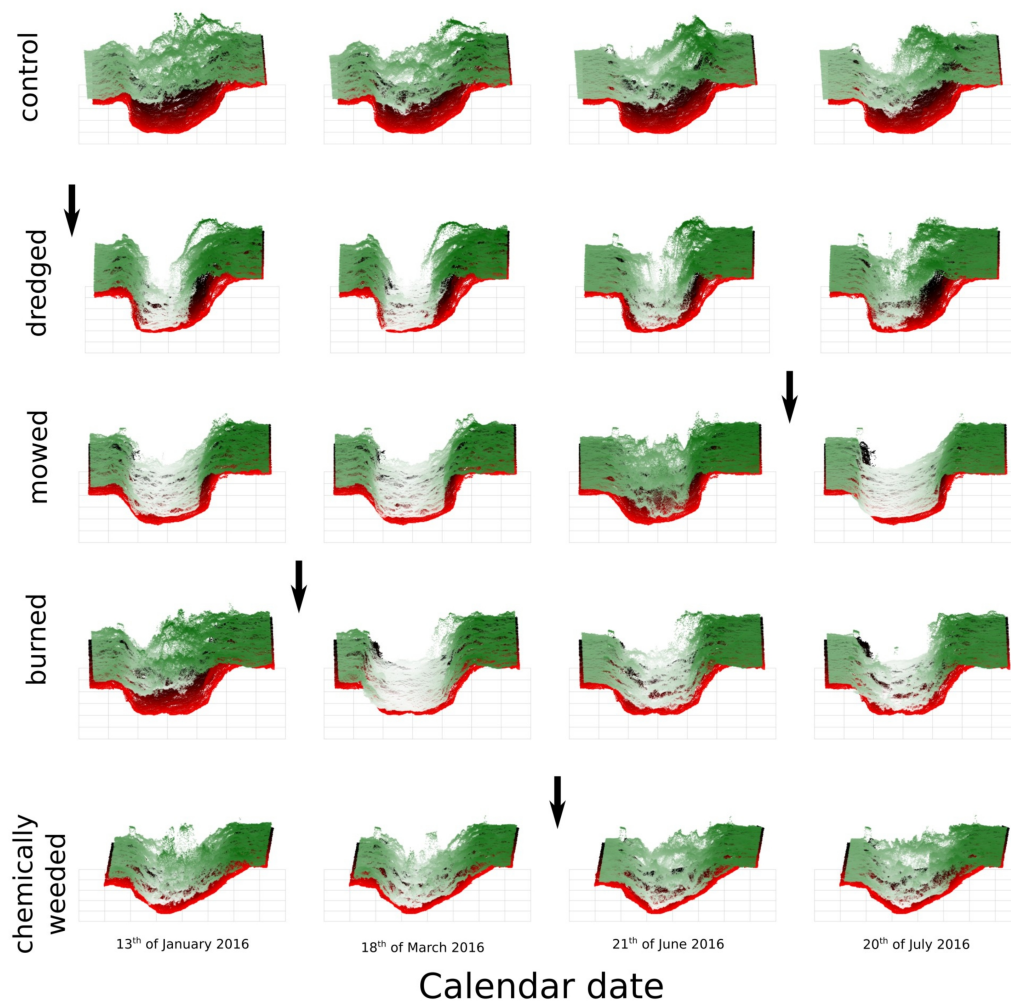 control
dredged
mowed
burned
chemically
weeded
13th of January 2016
18th of March 2016
21th of June 2016
20th of July 2016
Calendar date